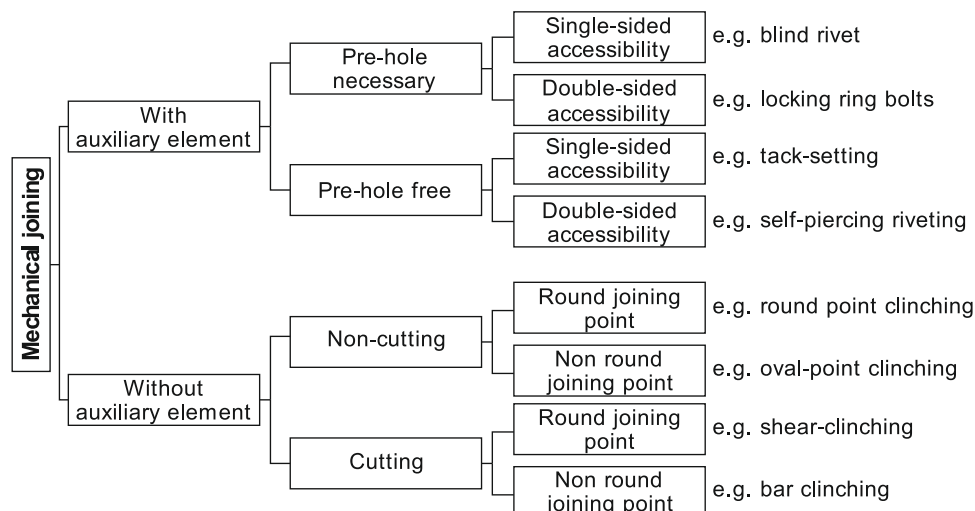 Mechanical joining
With
auxiliary element
Without
auxiliary element
Pre-hole
necessary
Pre-hole free
Non-cutting
Cutting
Single-sided
accessibility
e.g. blind rivet
Double-sided
accessibility
e.g. locking ring bolts
Single-sided
accessibility
e.g. tack-setting
Double-sided
accessibility
e.g. self-piercing riveting
Round joining
point
e.g. round point clinching
Non round
joining point
e.g. oval-point clinching
Round joining
point
e.g. shear-clinching
Non round
joining point
e.g. bar clinching